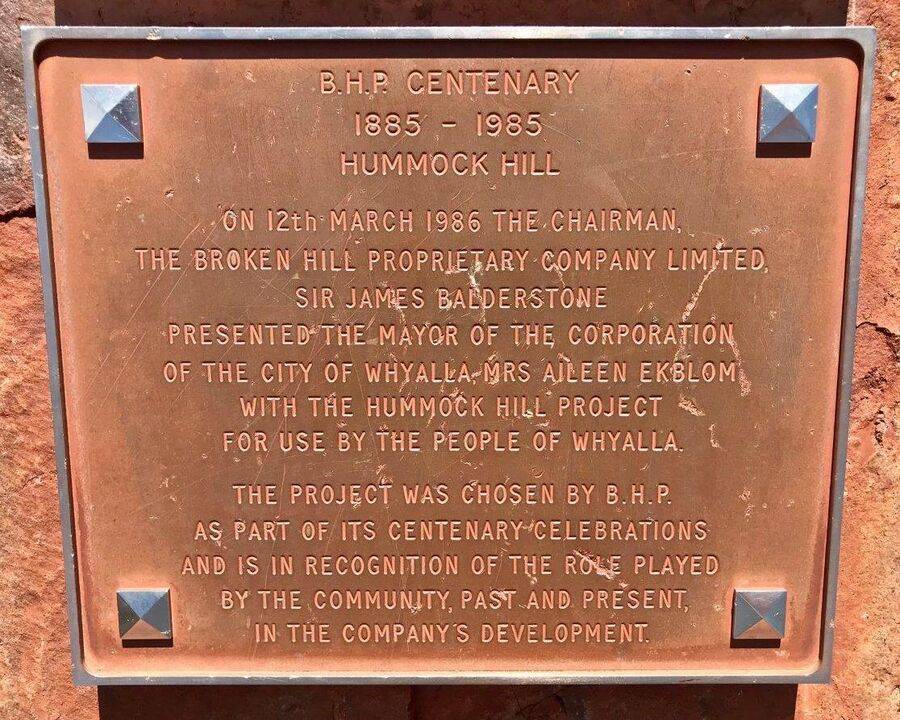 B.H.P. CENTENARY
1885 - 1985
HUMMOCK HILL
ON 12th MARCH 1986 THE CHAIRMAN,
THE BROKEN HILL PROPRIETARY COMPANY LIMITED,
SIR JAMES BALDERSTONE
PRESENTED THE MAYOR OF THE CORPORATION
OF THE CITY OF WHYALLA, MRS AILEEN EKBLOM
WITH THE HUMMOCK HILL PROJECT
FOR USE BY THE PEOPLE OF WHYALLA.
THE PROJECT WAS CHOSEN BY B.H.P.
AS PART OF ITS CENTENARY CELEBRATIONS
AND IS IN RECOGNITION OF THE ROLE PLAYED
BY THE COMMUNITY, PAST AND PRESENT,
IN THE COMPANY'S DEVELOPMENT.